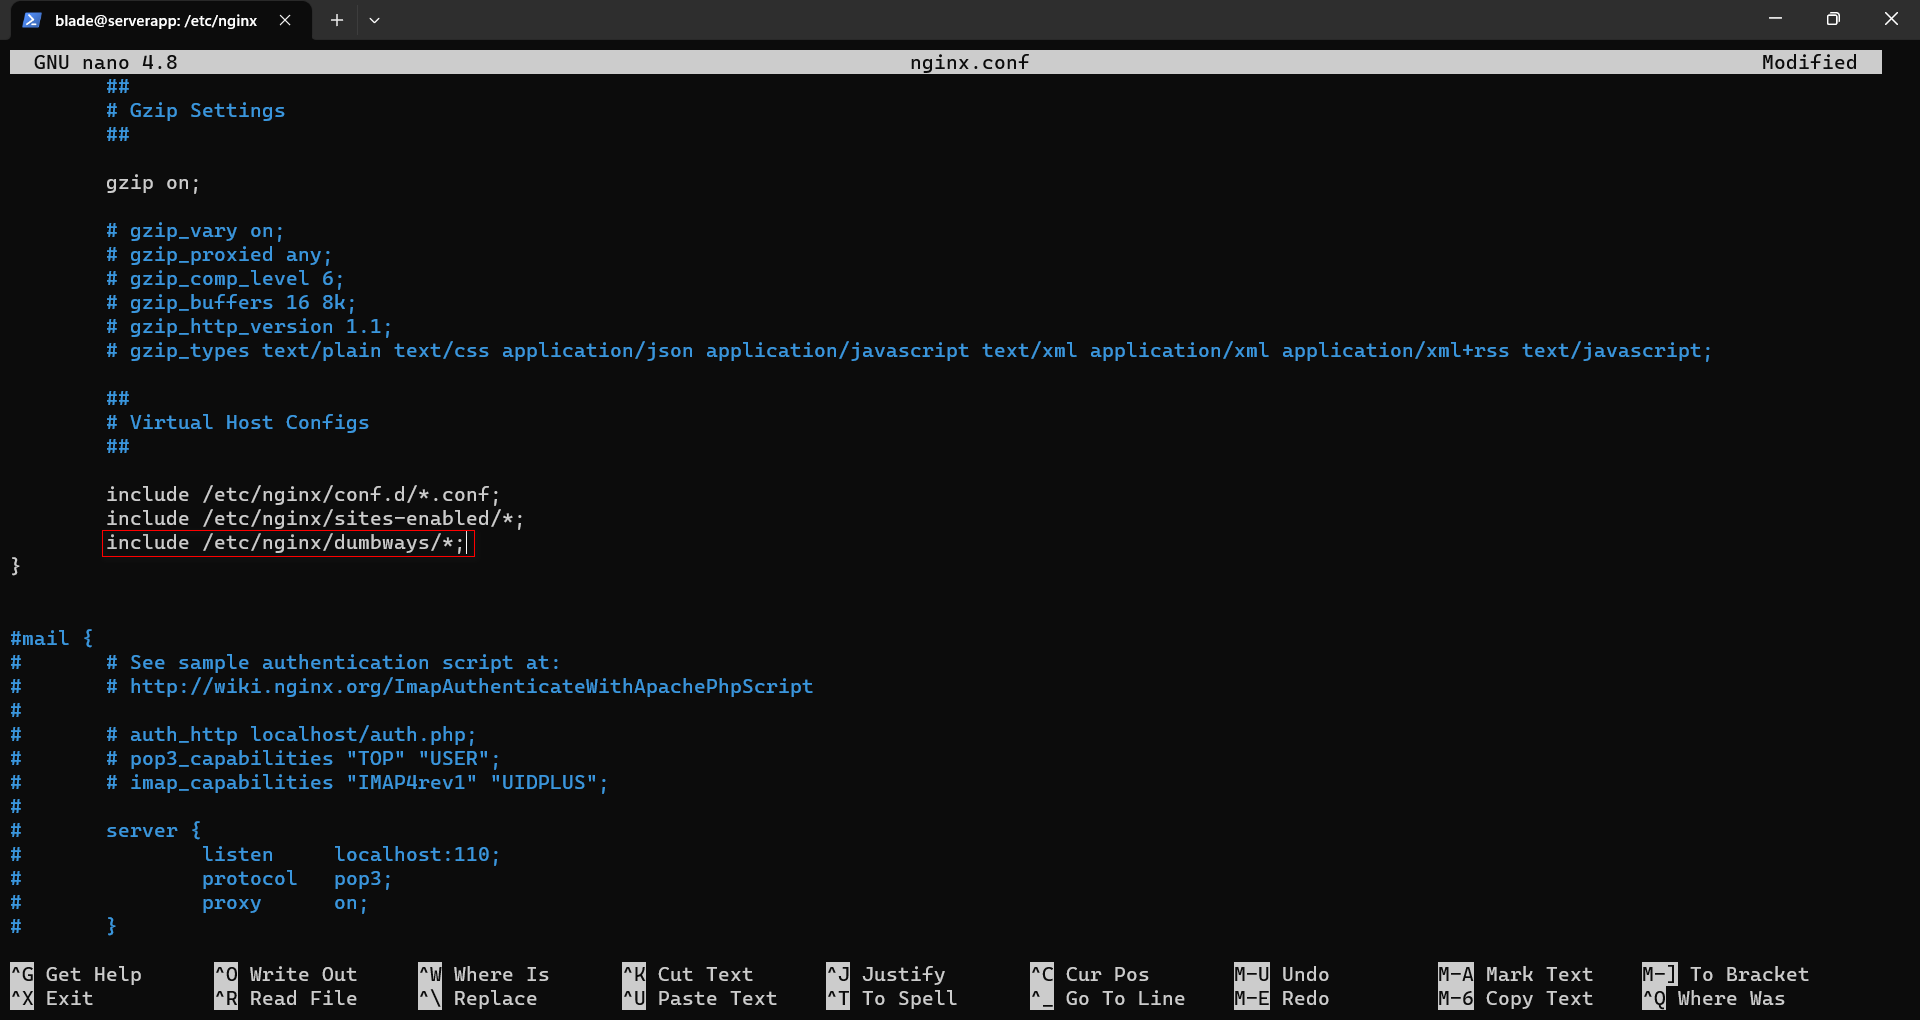 blade@serverapp: /etc/nginx
GNU nano 4.8 nginx.conf Modified
##
# Gzip Settings
##
gzip on;
# gzip_vary on;
# gzip_proxied any;
# gzip_comp_level 6;
# gzip_buffers 16 8k;
# gzip_http_version 1.1;
# gzip_types text/plain text/css application/json application/javascript text/xml application/xml application/xml+rss text/javascript;
##
# Virtual Host Configs
##
include /etc/nginx/conf.d/*.conf;
include /etc/nginx/sites-enabled/*;
include /etc/nginx/dumbways/*;
}
#mail {
#       # See sample authentication script at:
#       # http://wiki.nginx.org/ImapAuthenticateWithApachePhpScript
#
#       # auth_http localhost/auth.php;
#       # pop3_capabilities "TOP" "USER";
#       # imap_capabilities "IMAP4rev1" "UIDPLUS";
#
#       server {
#               listen     localhost:110;
#               protocol   pop3;
#               proxy      on;
#       }
^G Get Help ^O Write Out ^W Where Is ^K Cut Text ^J Justify ^C Cur Pos M-U Undo M-A Mark Text M-] To Bracket
^X Exit ^R Read File ^\ Replace ^U Paste Text ^T To Spell ^_ Go To Line M-E Redo M-6 Copy Text ^Q Where Was